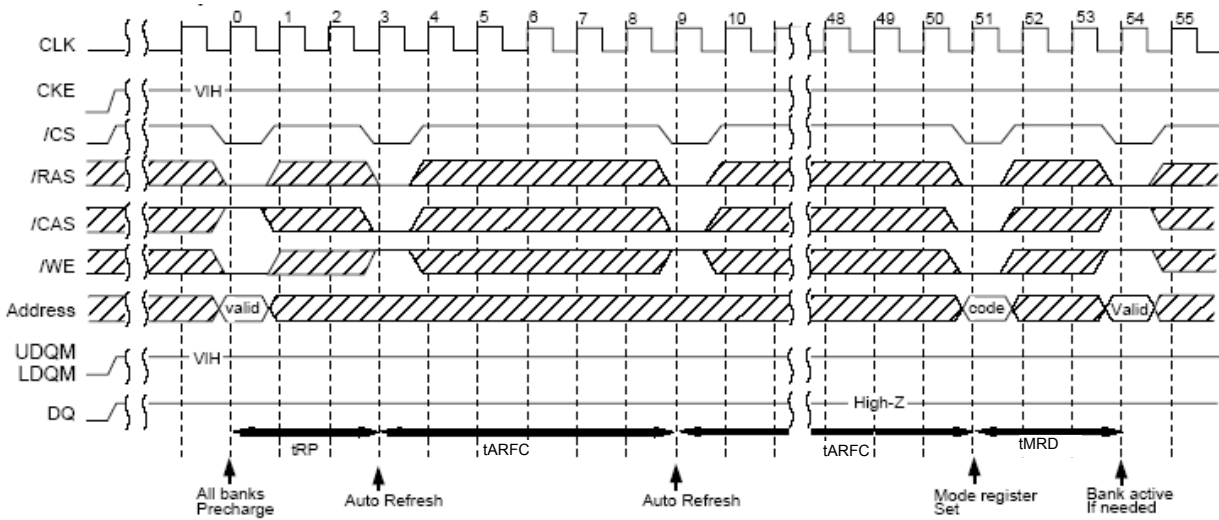 0 1 2 3 4 5 6 7 8 9 10 48 49 50 51 52 53 54 55
CLK
CKE VIH
/CS
/RAS
/CAS
/WE
Address valid code Valid
UDQM VIH
LDQM
DQ High-Z
tRP tARFC tARFC tMRD
All banks
Precharge
Auto Refresh
Auto Refresh
Mode register
Set
Bank active
If needed